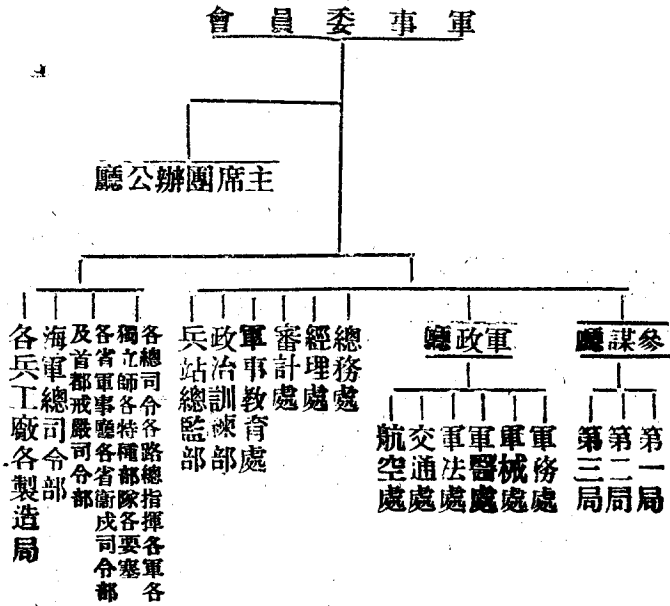 軍事委員會
主席團辦公廳
參謀廳
第一局
第二局
第三局
軍政廳
軍務處
軍械處
軍醫處
軍法處
交通處
航空處
總務處
經理處
審計處
軍事教育處
政治訓練部
兵站總監部
各總司令各路總指揮各軍各
獨立師各特種部隊各要塞
各省軍事廳各省衞戍司令部
及首都戒嚴司令部
海軍總司令部
各兵工廠各製造局